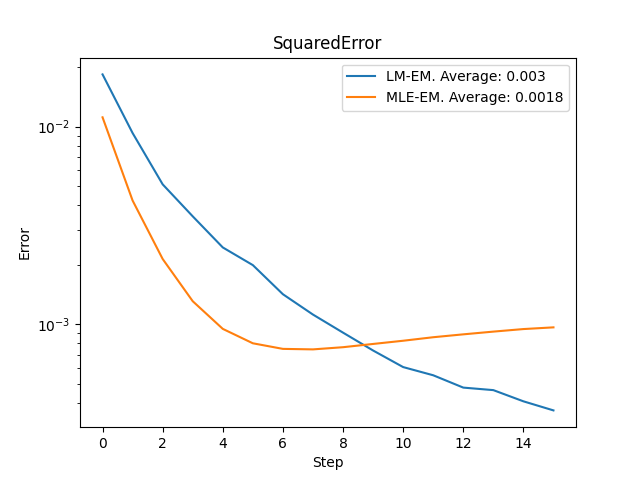 SquaredError
LM-EM. Average: 0.003
MLE-EM. Average: 0.0018
10⁻²
10⁻³
Error
0 2 4 6 8 10 12 14
Step